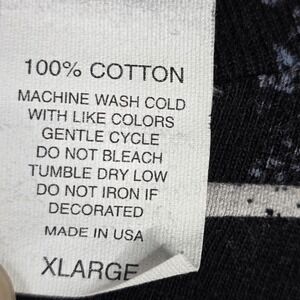 100% COTTON
MACHINE WASH COLD
WITH LIKE COLORS
GENTLE CYCLE
DO NOT BLEACH
TUMBLE DRY LOW
DO NOT IRON IF
DECORATED
MADE IN USA
XLARGE